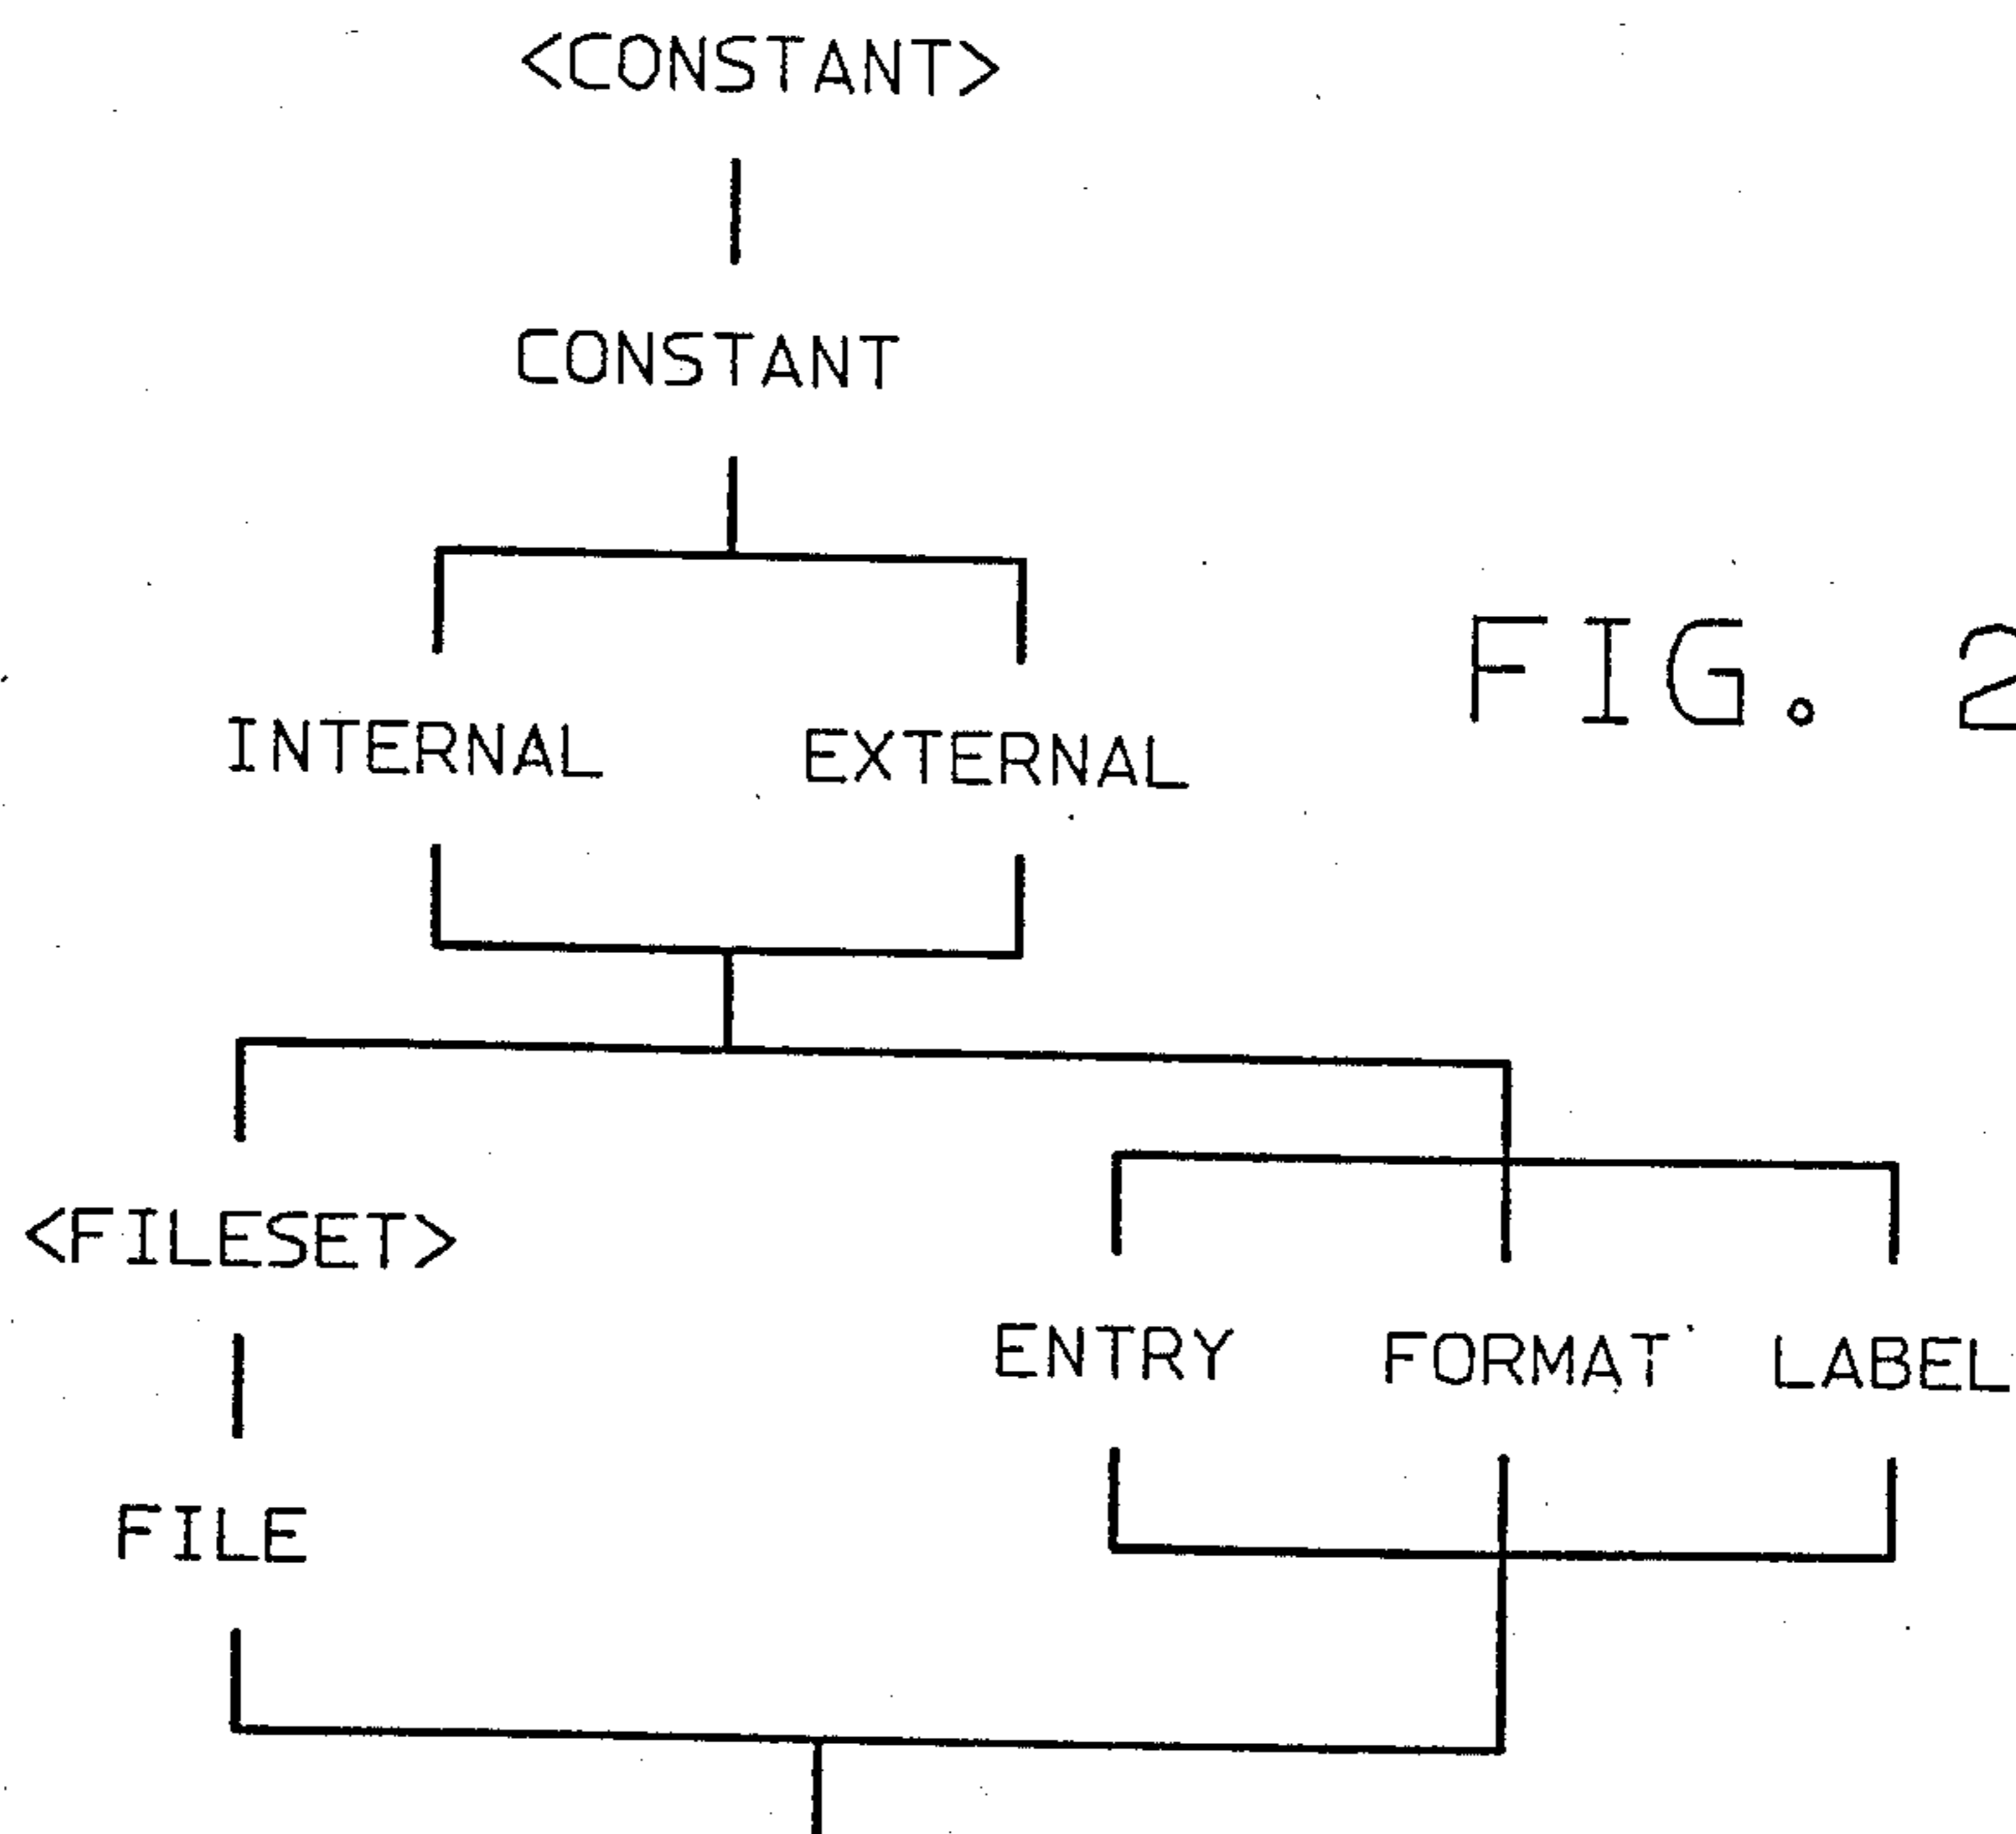 <CONSTANT>
CONSTANT
FIG. 2
INTERNAL EXTERNAL
<FILESET>
ENTRY FORMAT LABEL
FILE